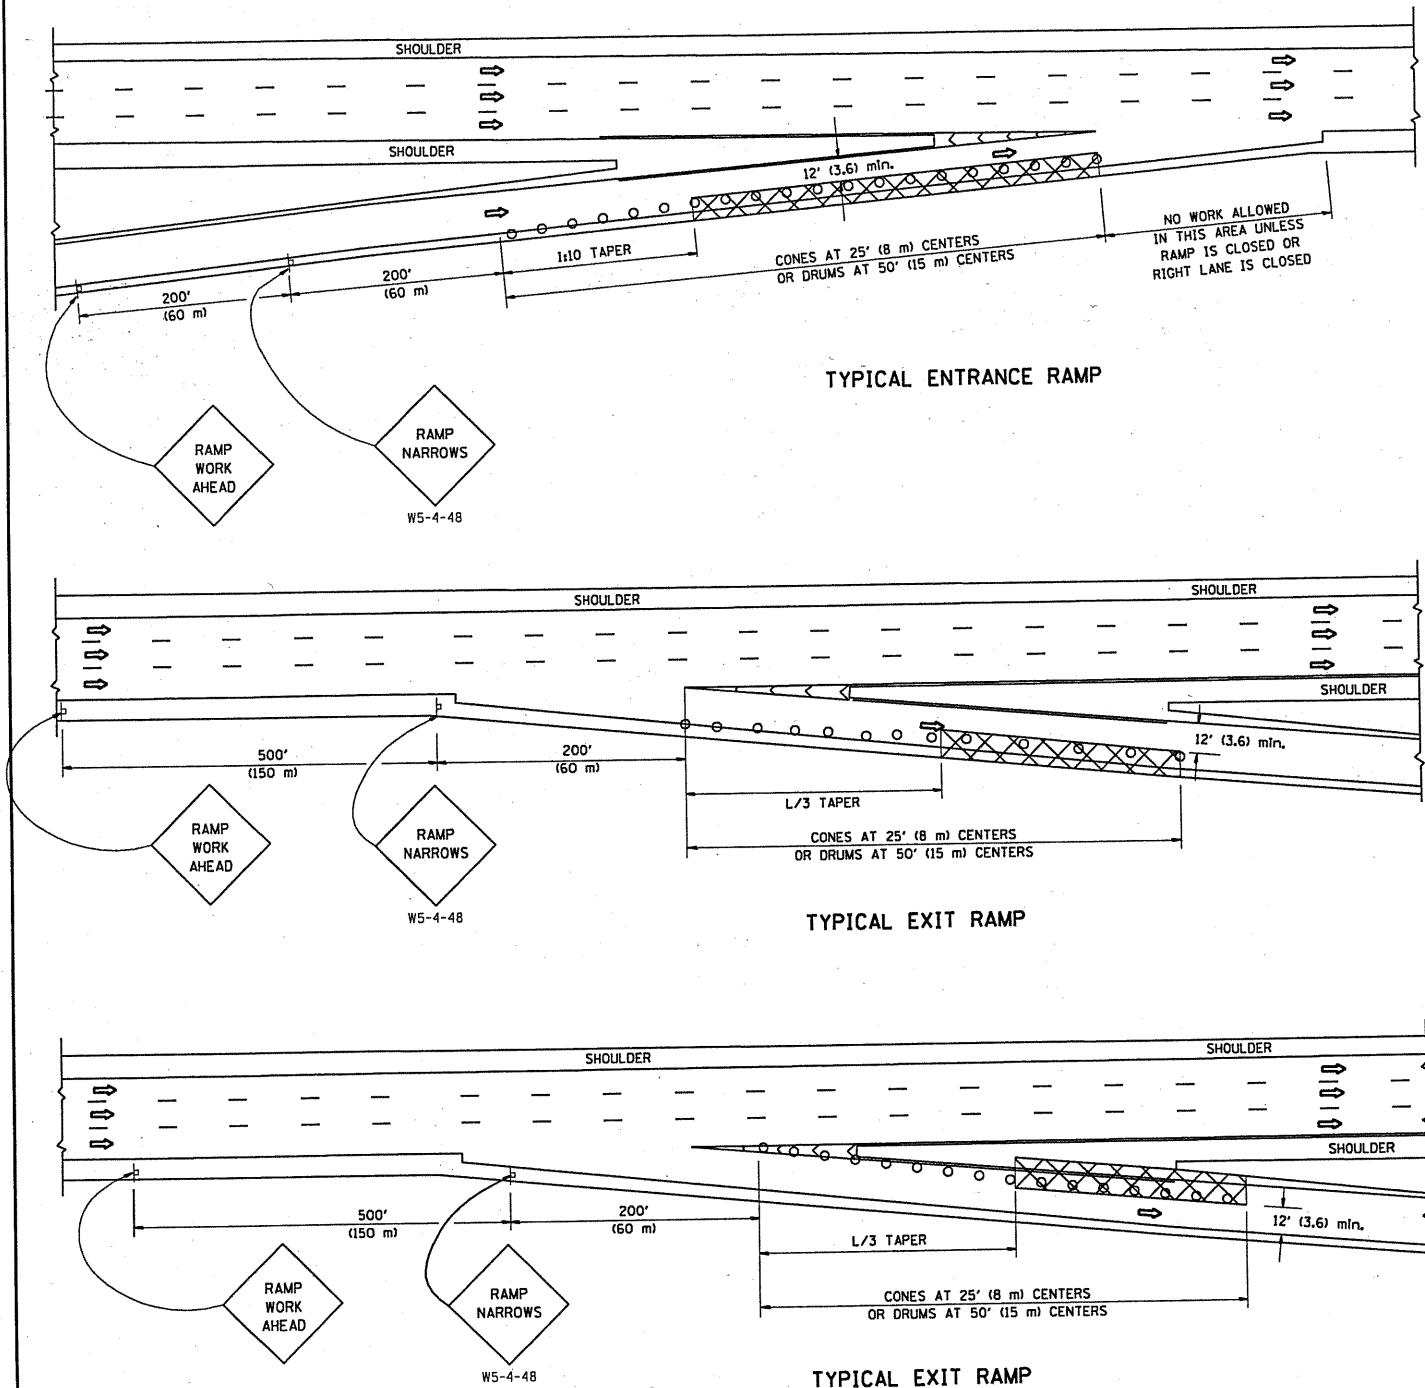 SHOULDER
SHOULDER
12' (3.6) min.
NO WORK ALLOWED
IN THIS AREA UNLESS
RAMP IS CLOSED OR
RIGHT LANE IS CLOSED
1:10 TAPER
CONES AT 25' (8 m) CENTERS
OR DRUMS AT 50' (15 m) CENTERS
200'
(60 m)
200'
(60 m)
TYPICAL ENTRANCE RAMP
RAMP
WORK
AHEAD
RAMP
NARROWS
W5-4-48
SHOULDER
SHOULDER
SHOULDER
12' (3.6) min.
500'
(150 m)
200'
(60 m)
L/3 TAPER
CONES AT 25' (8 m) CENTERS
OR DRUMS AT 50' (15 m) CENTERS
RAMP
WORK
AHEAD
RAMP
NARROWS
W5-4-48
TYPICAL EXIT RAMP
SHOULDER
SHOULDER
SHOULDER
12' (3.6) min.
500'
(150 m)
200'
(60 m)
L/3 TAPER
CONES AT 25' (8 m) CENTERS
OR DRUMS AT 50' (15 m) CENTERS
RAMP
WORK
AHEAD
RAMP
NARROWS
W5-4-48
TYPICAL EXIT RAMP